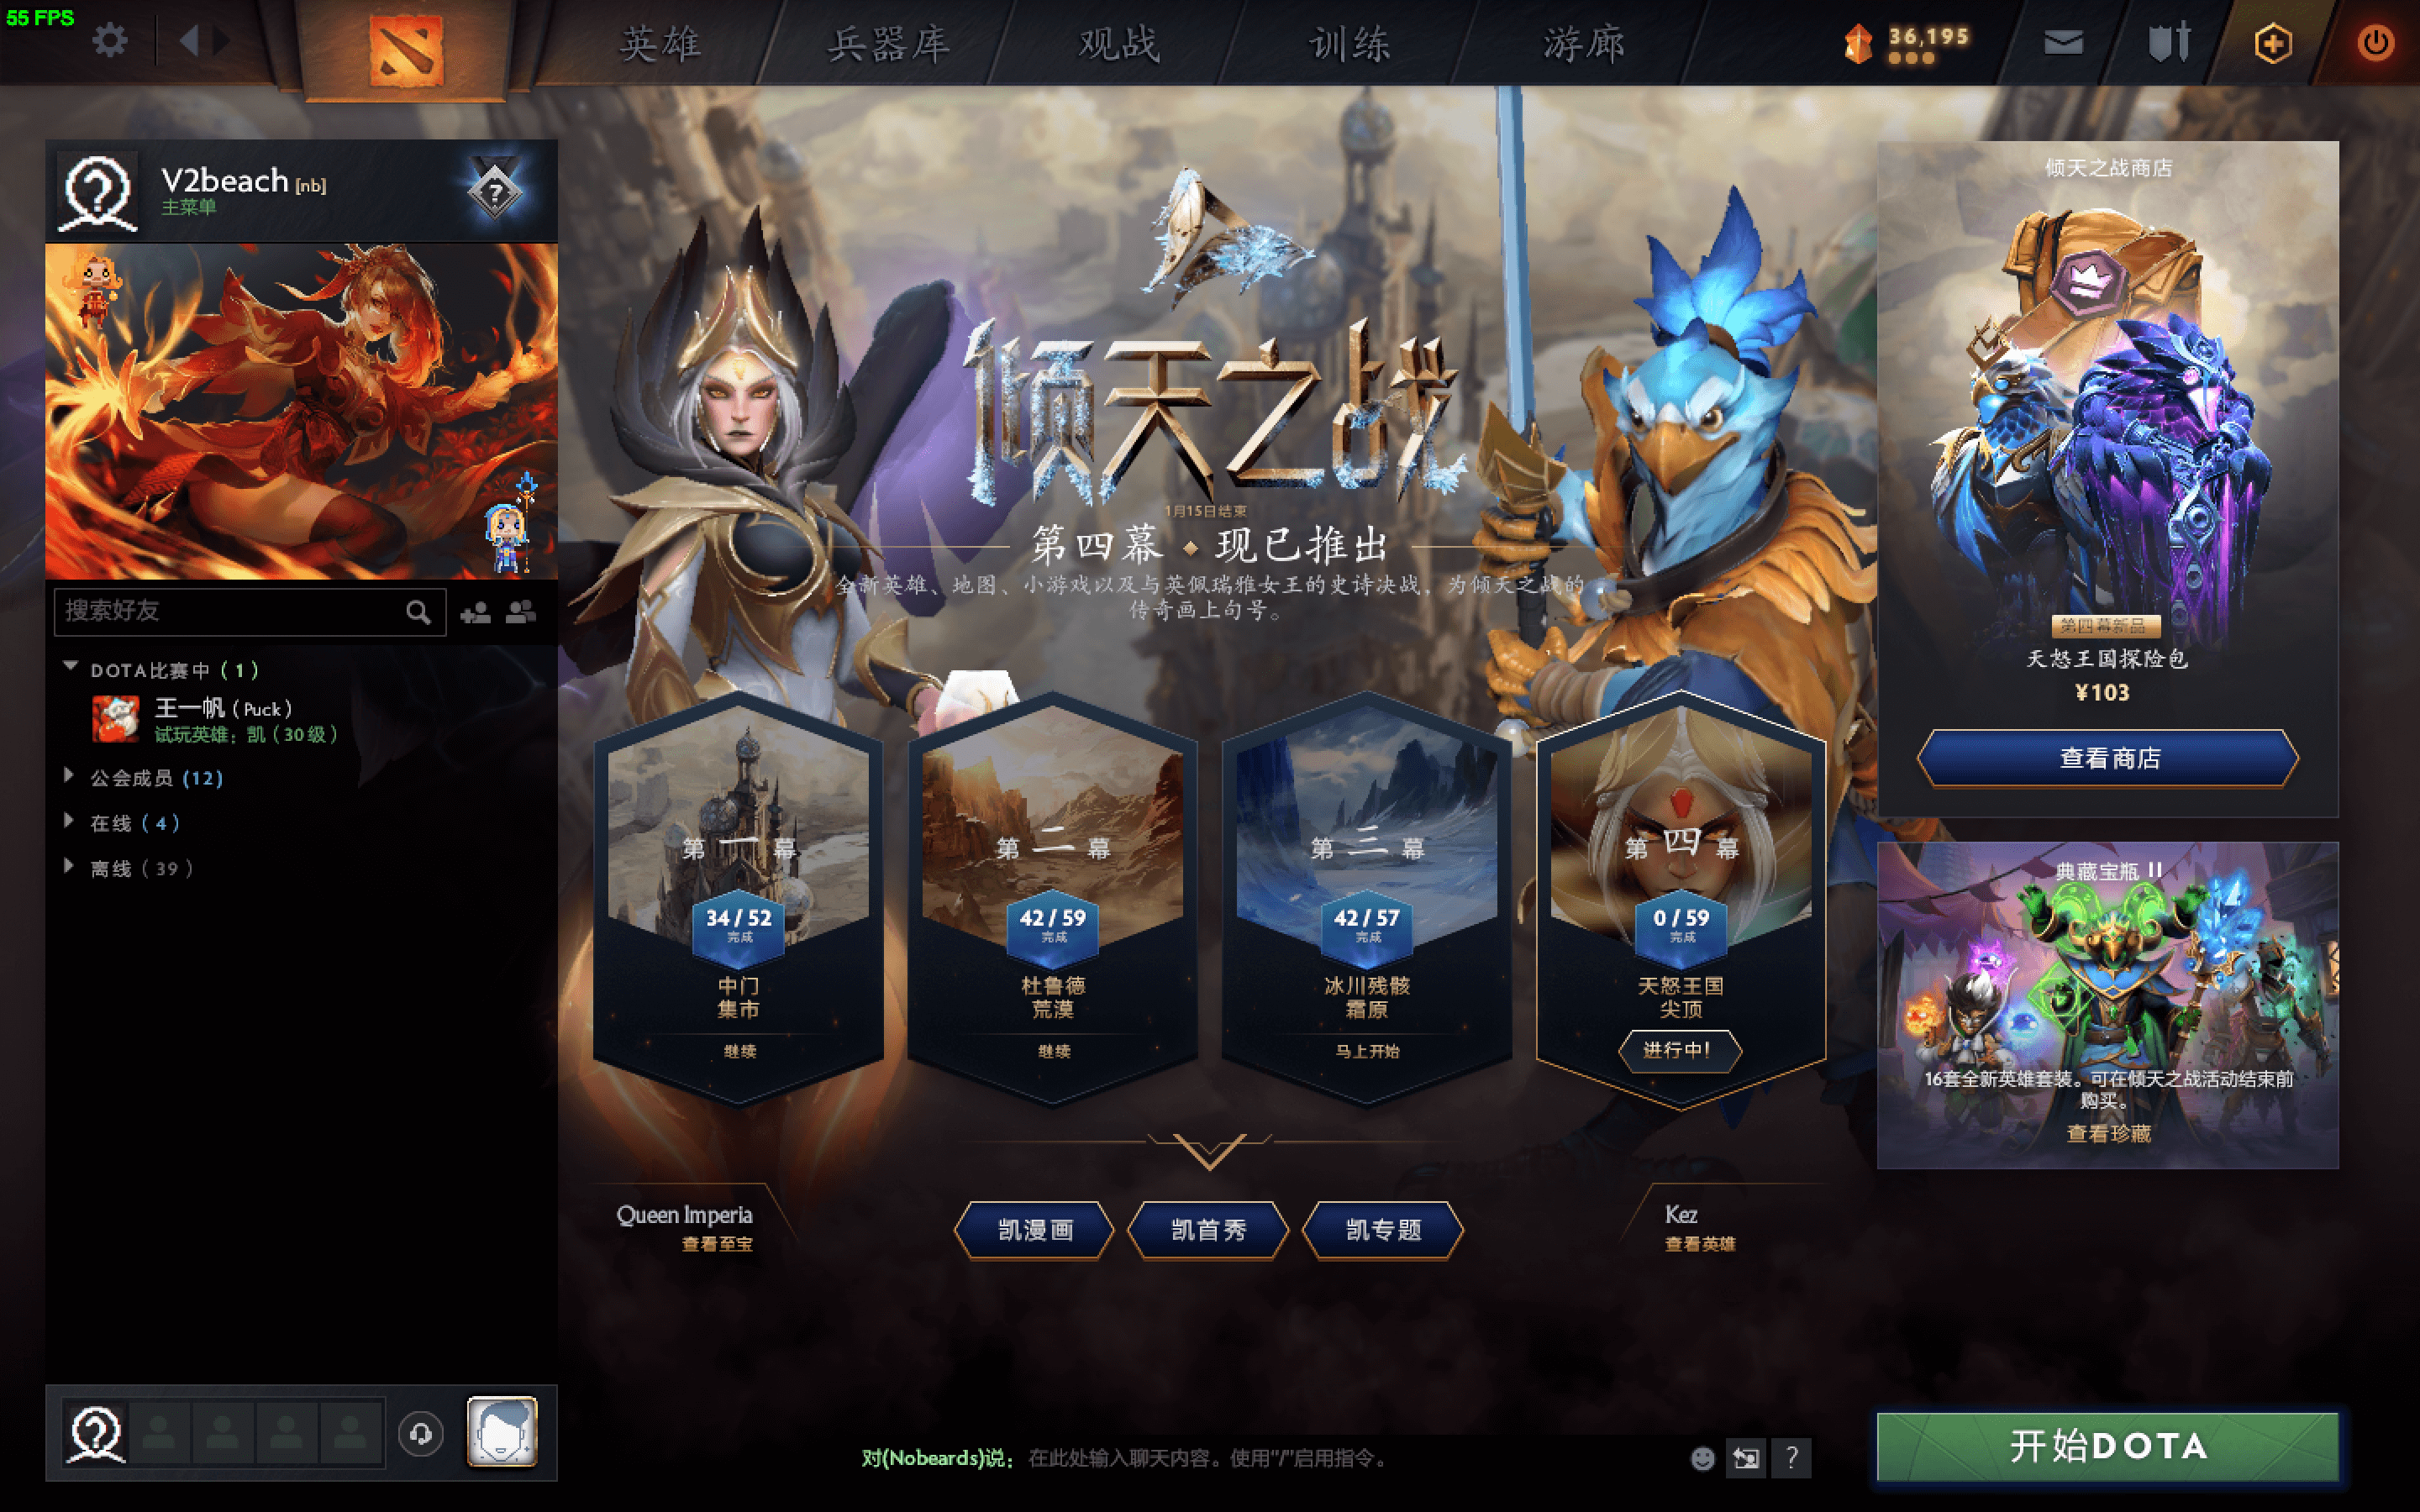 55 FPS
英雄
兵器库
观战
训练
游廊
36,195
V2beach [nb]
主菜单
搜索好友
DOTA比赛中 ( 1 )
王一帆 ( Puck )
试玩英雄：凯 ( 30 级 )
公会成员 (12)
在线 ( 4 )
离线 ( 39 )
倾天之战
1月15日结束
第四幕 ◆ 现已推出
全新英雄、地图、小游戏以及与英佩瑞雅女王的史诗决战，为倾天之战的
传奇画上句号。
第 一 幕
34 / 52
完成
中门
集市
继续
第 二 幕
42 / 59
完成
杜鲁德
荒漠
继续
第 三 幕
42 / 57
完成
冰川残骸
霜原
马上开始
第 四 幕
0 / 59
完成
天怒王国
尖顶
进行中！
Queen Imperia
查看至宝
凯漫画
凯首秀
凯专题
Kez
查看英雄
倾天之战商店
第四幕新品
天怒王国探险包
¥103
查看商店
典藏宝瓶 II
16套全新英雄套装。可在倾天之战活动结束前
购买。
查看珍藏
对(Nobeards)说：在此处输入聊天内容。使用“/”启用指令。
?
开始DOTA